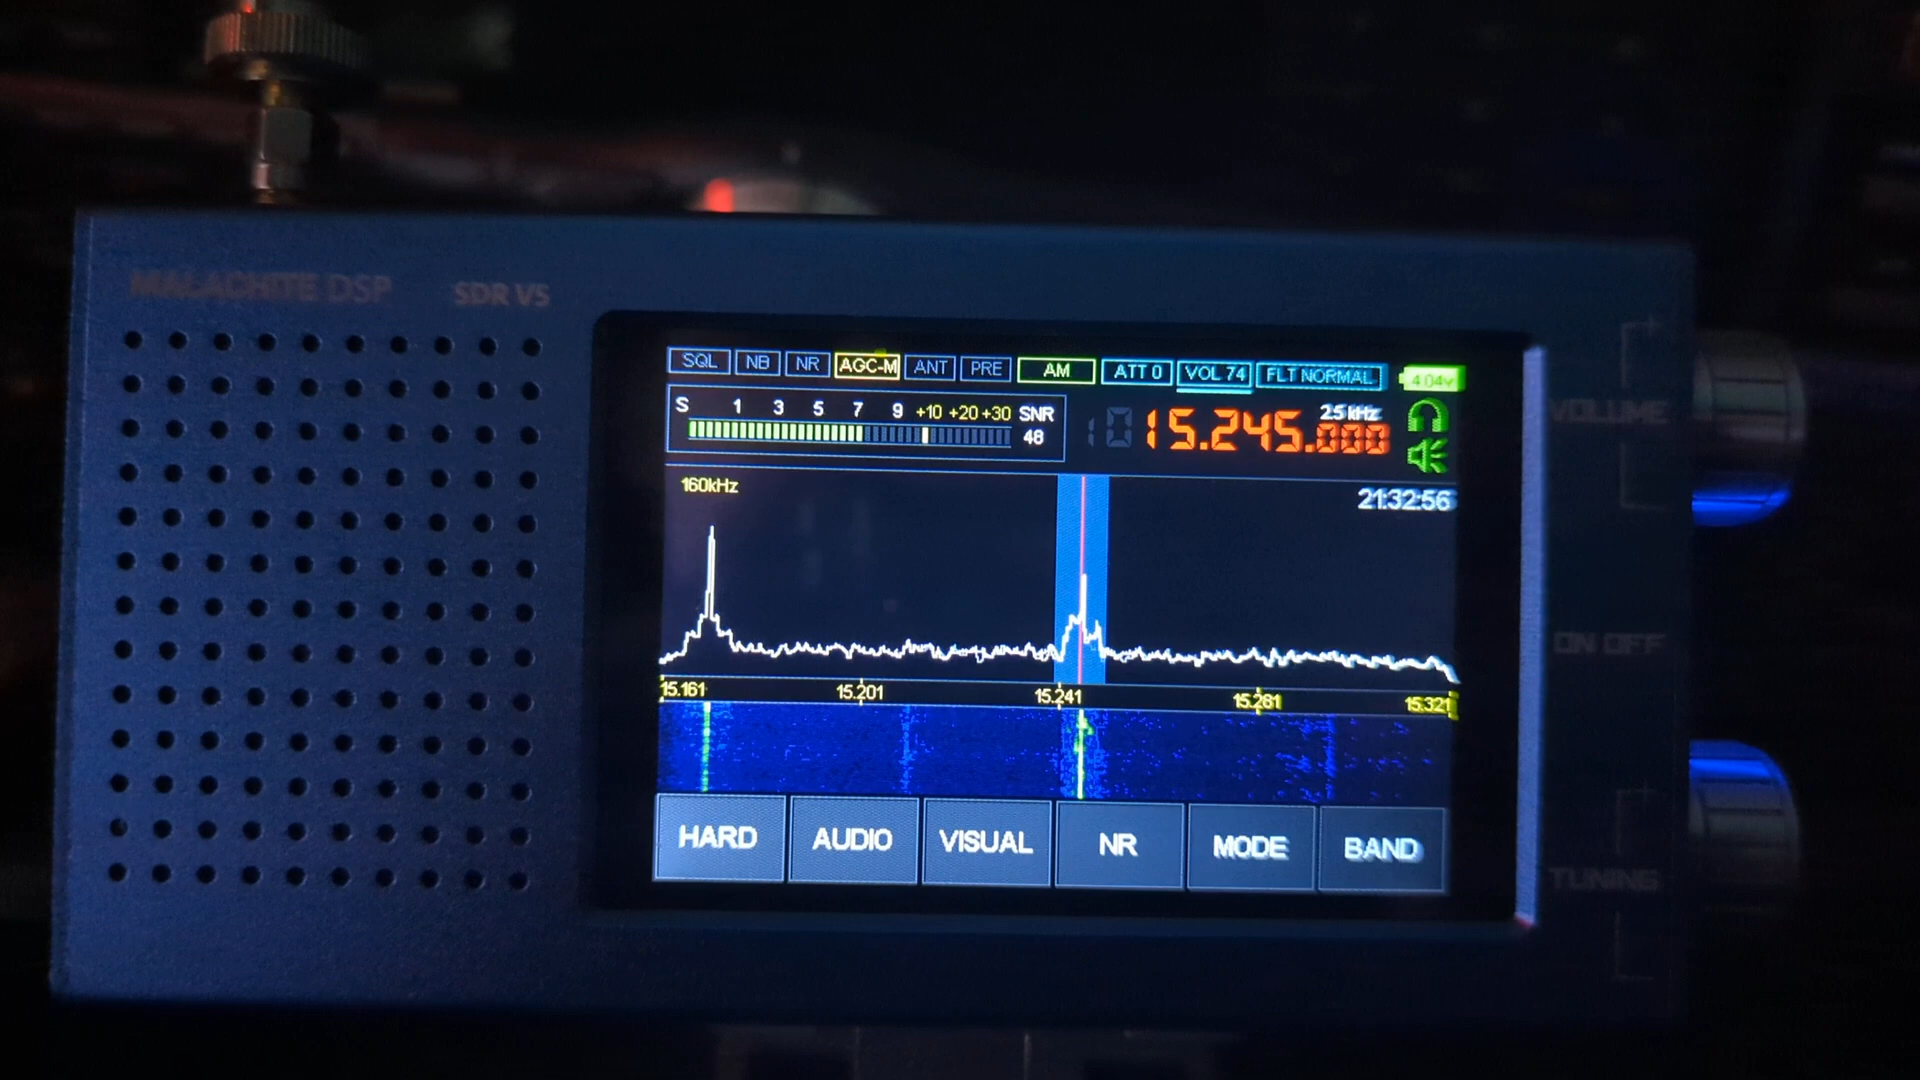 MALACHITE DSP SDR V5
SQL NB NR AGC-M ANT PRE AM ATT 0 VOL 74 FLT NORMAL 4.04v
S 1 3 5 7 9 +10 +20 +30 SNR
48
2.5 kHz
15.245.000
160kHz
21:32:56
15.161 15.201 15.241 15.281 15.321
HARD AUDIO VISUAL NR MODE BAND
VOLUME
ON OFF
TUNING